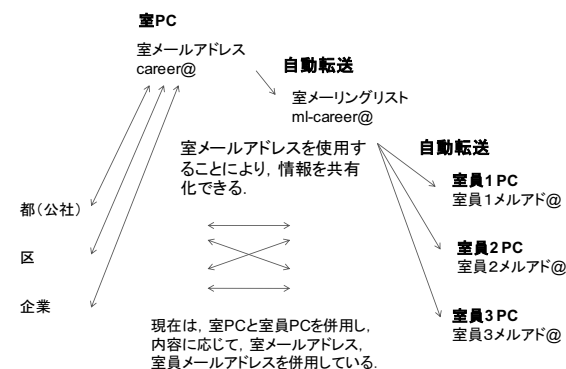 室PC
室メールアドレス
career@
自動転送
室メーリングリスト
ml-career@
室メールアドレスを使用す
ることにより，情報を共有
化できる．
自動転送
室員1 PC
室員１メルアド@
室員2 PC
室員２メルアド@
室員3 PC
室員３メルアド@
都（公社）
区
企業
現在は，室PCと室員PCを併用し，
内容に応じて，室メールアドレス，
室員メールアドレスを併用している．